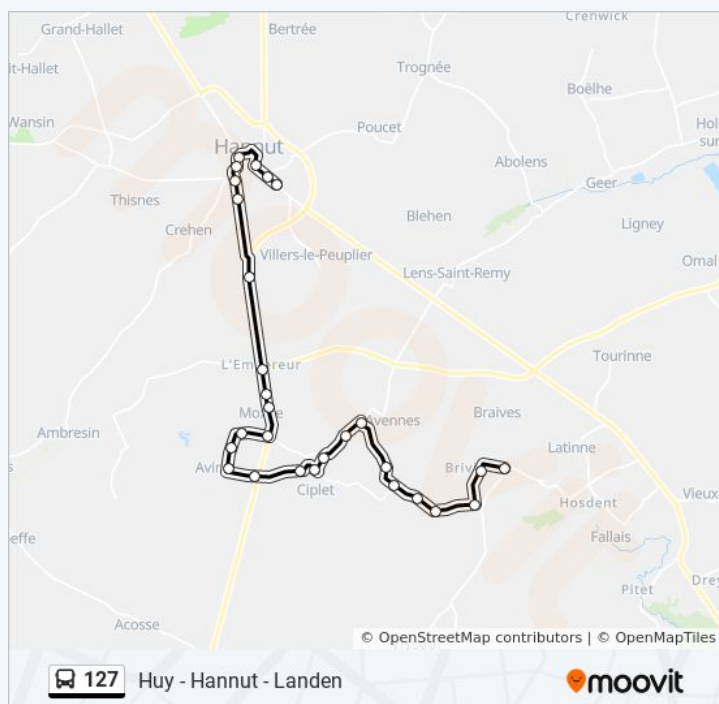 Grand-Hallet
Bertrée
Crenwick
it-Hallet
Trognée
Boëlhe
Wansin
Poucet
Hannut
Abolens
Geer
Thisnes
Blehen
Ligney
Crehen
Villers-le-Peuplier
Lens-Saint-Remy
Omal
L'Empereur
Tourinne
Braives
Avennes
Ambresin
Latinne
Ciplet
Vieux
Hosdent
effe
Fallais
Drey
Pitet
Acosse
© OpenStreetMap contributors | © OpenMapTiles
127 Huy - Hannut - Landen
moovit